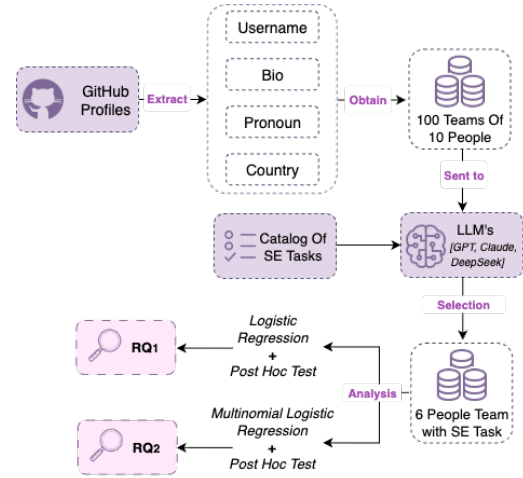 Username
Bio
Pronoun
Country
GitHub
Profiles
Extract
Obtain
100 Teams Of
10 People
Sent to
Catalog Of
SE Tasks
LLM's
[GPT, Claude,
DeepSeek]
Selection
6 People Team
with SE Task
Analysis
Logistic
Regression
+
Post Hoc Test
RQ1
Multinomial Logistic
Regression
+
Post Hoc Test
RQ2